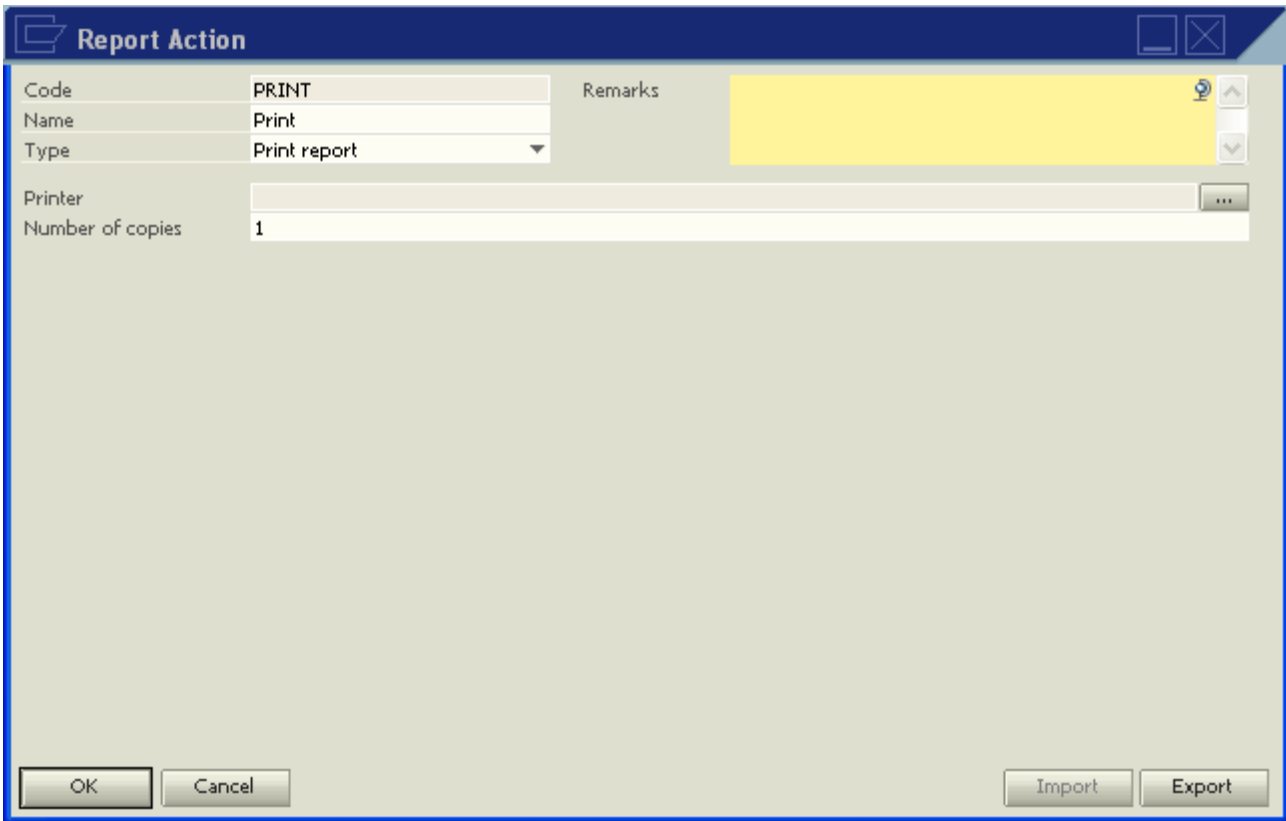 Report Action
Code PRINT Remarks
Name Print
Type Print report
Printer ...
Number of copies 1
OK Cancel Import Export